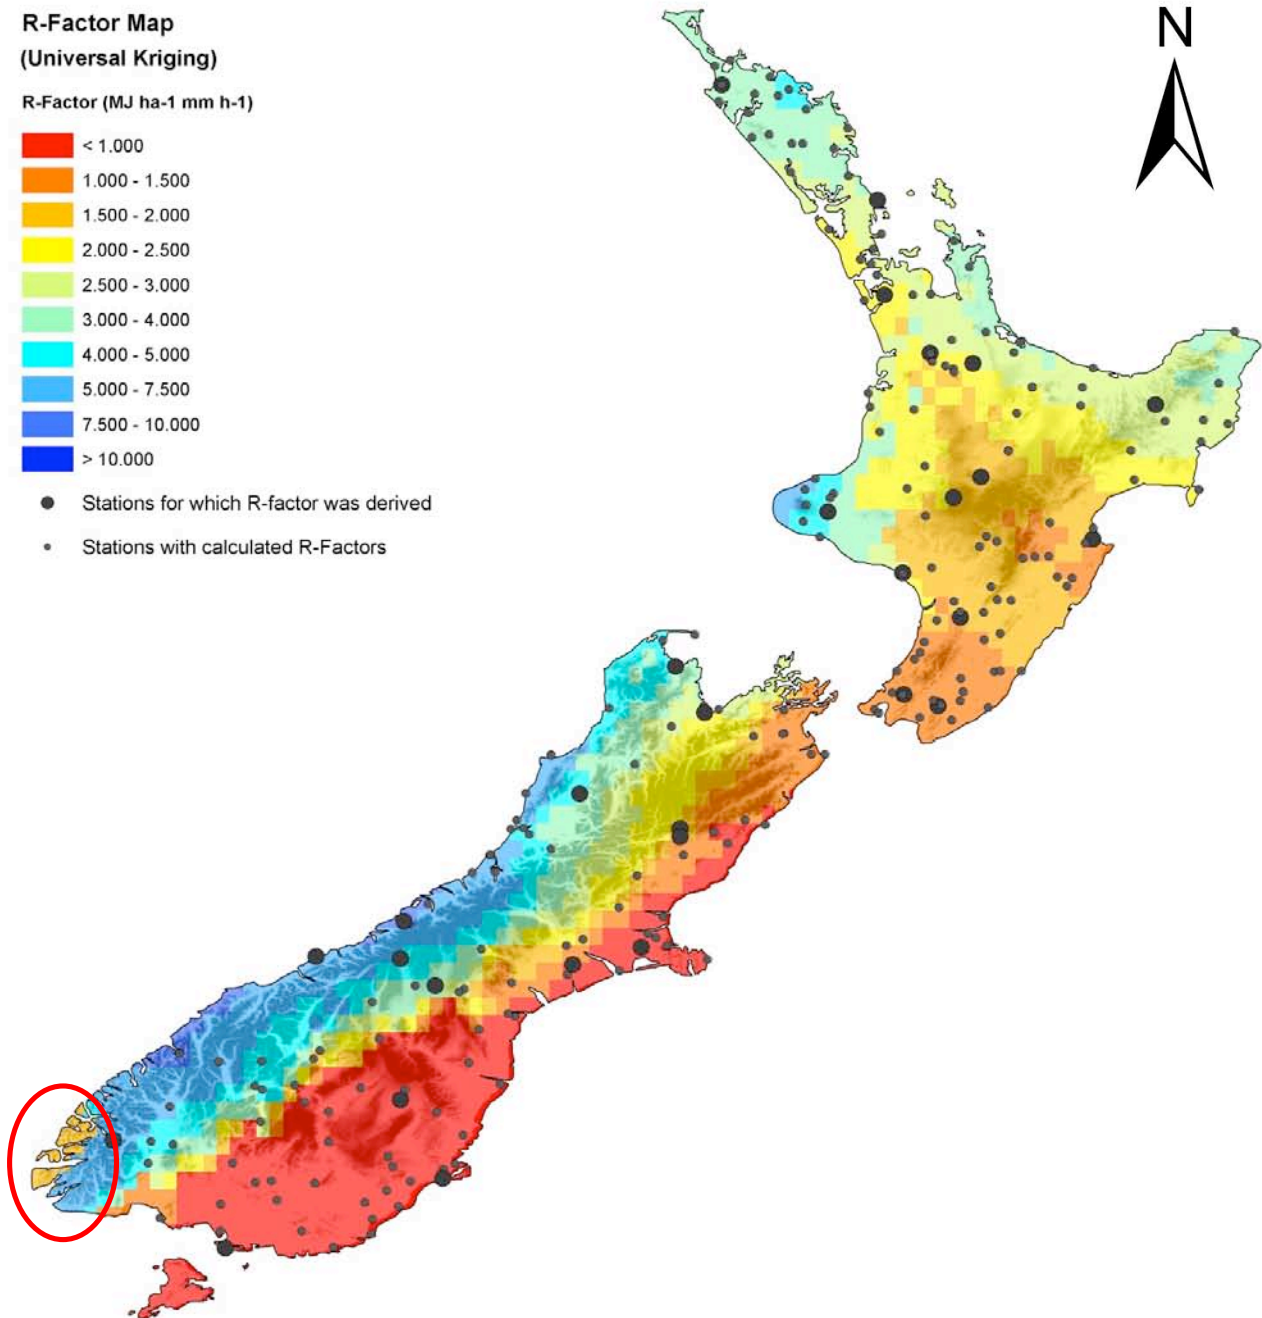 R-Factor Map
(Universal Kriging)
R-Factor (MJ ha-1 mm h-1)
< 1.000
1.000 - 1.500
1.500 - 2.000
2.000 - 2.500
2.500 - 3.000
3.000 - 4.000
4.000 - 5.000
5.000 - 7.500
7.500 - 10.000
> 10.000
Stations for which R-factor was derived
Stations with calculated R-Factors
N